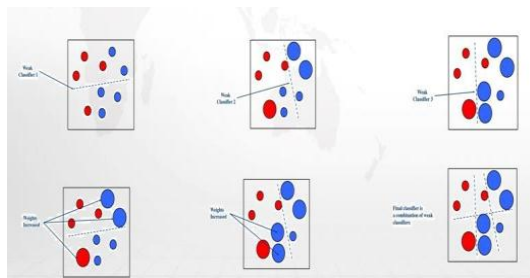 Weak
Classifier 1
Weak
Classifier 2
Weak
Classifier 3
Weights
Increased
Weights
Increased
Final classifier is
a combination of weak
classifiers